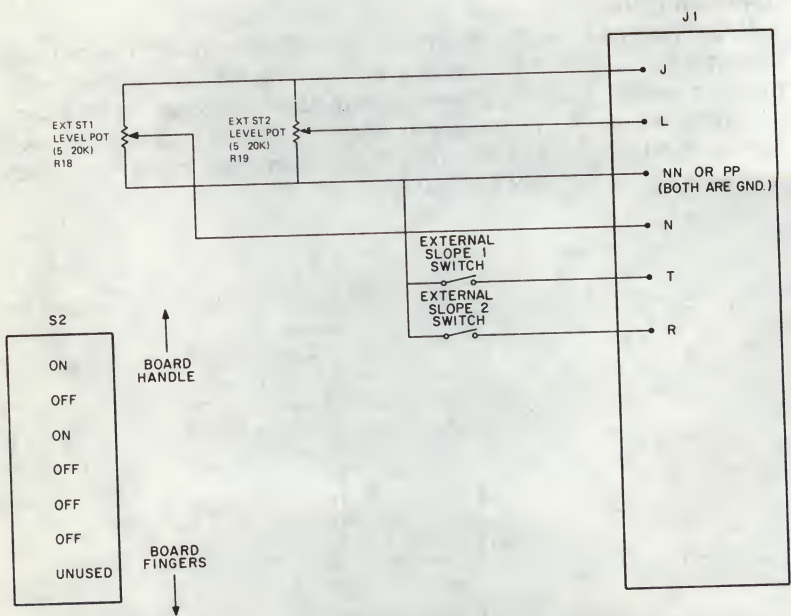 J1
J
EXT ST1
LEVEL POT
(5 20K)
R18
EXT ST2
LEVEL POT
(5 20K)
R19
L
NN OR PP
(BOTH ARE GND.)
N
EXTERNAL
SLOPE 1
SWITCH
T
EXTERNAL
SLOPE 2
SWITCH
R
S2
ON
OFF
ON
OFF
OFF
OFF
UNUSED
BOARD
HANDLE
BOARD
FINGERS